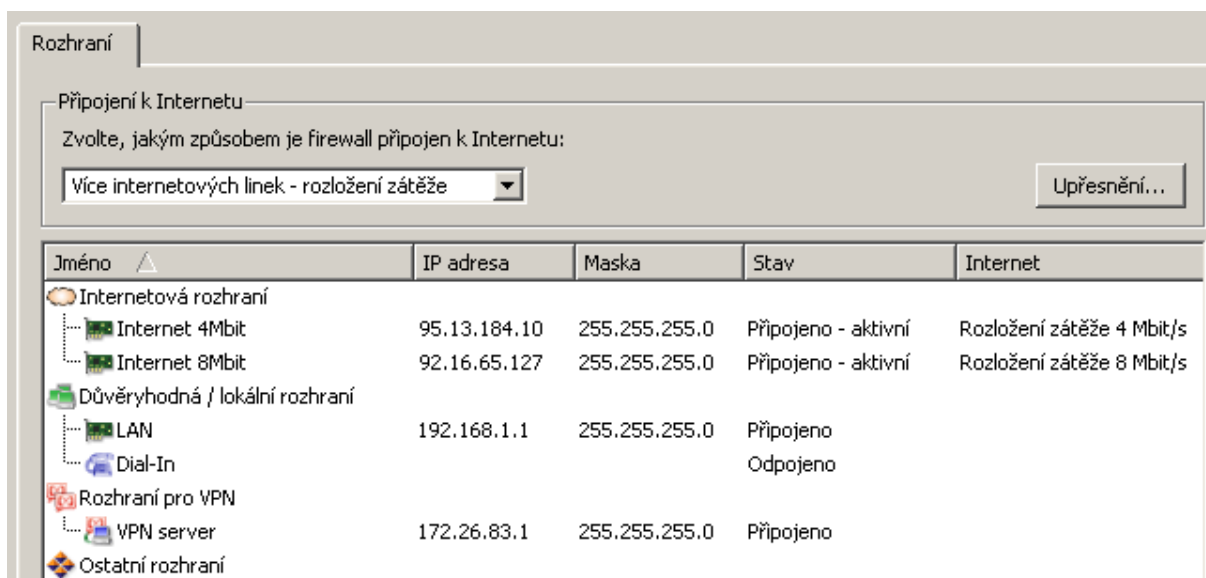 Rozhraní
Připojení k Internetu
Zvolte, jakým způsobem je firewall připojen k Internetu:
Více internetových linek - rozložení zátěže Upřesnění...
Jméno IP adresa Maska Stav Internet
Internetová rozhraní
Internet 4Mbit 95.13.184.10 255.255.255.0 Připojeno - aktivní Rozložení zátěže 4 Mbit/s
Internet 8Mbit 92.16.65.127 255.255.255.0 Připojeno - aktivní Rozložení zátěže 8 Mbit/s
Důvěryhodná / lokální rozhraní
LAN 192.168.1.1 255.255.255.0 Připojeno
Dial-In Odpojeno
Rozhraní pro VPN
VPN server 172.26.83.1 255.255.255.0 Připojeno
Ostatní rozhraní